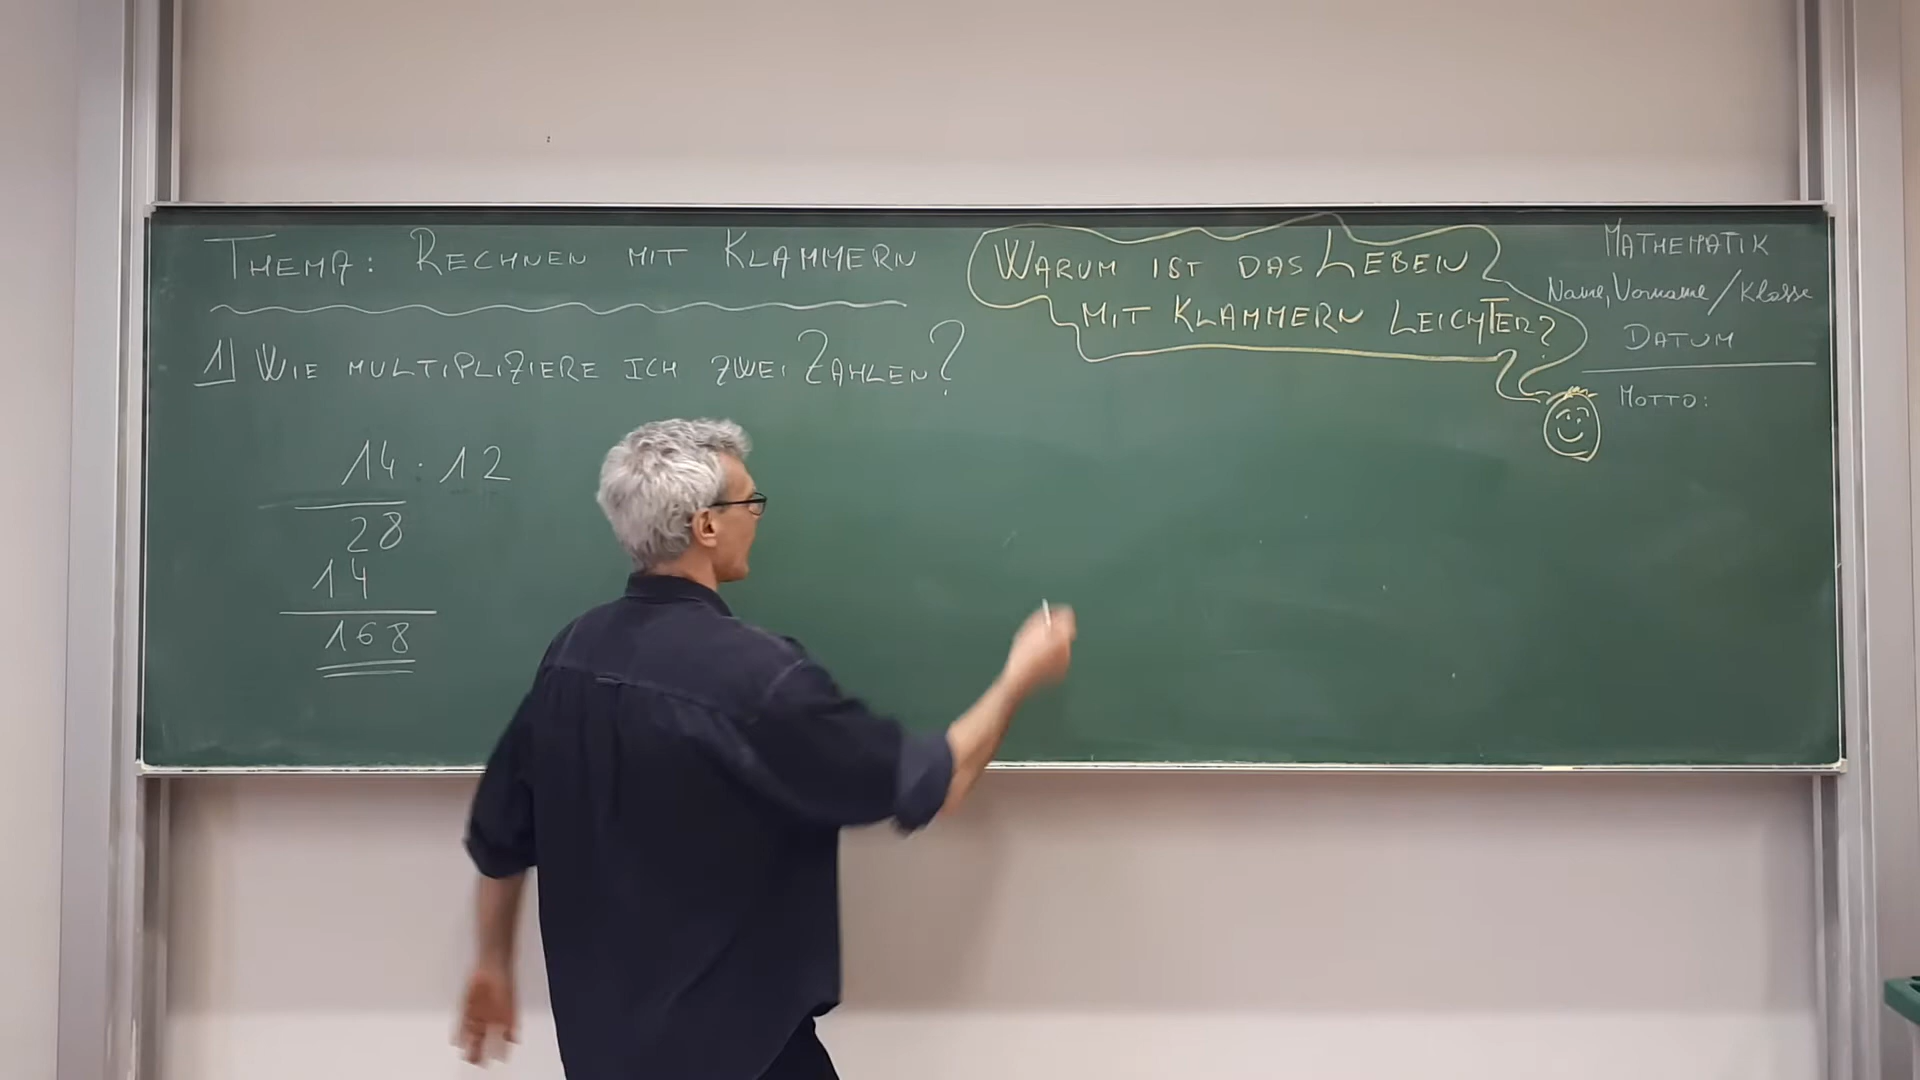 THEMA: RECHNEN MIT KLAMMERN
1) WIE MULTIPLIZIERE ICH ZWEI ZAHLEN?
14 · 12
28
14
168
WARUM IST DAS LEBEN
MIT KLAMMERN LEICHTER?
MATHEMATIK
Name, Vorname / Klasse
DATUM
MOTTO: